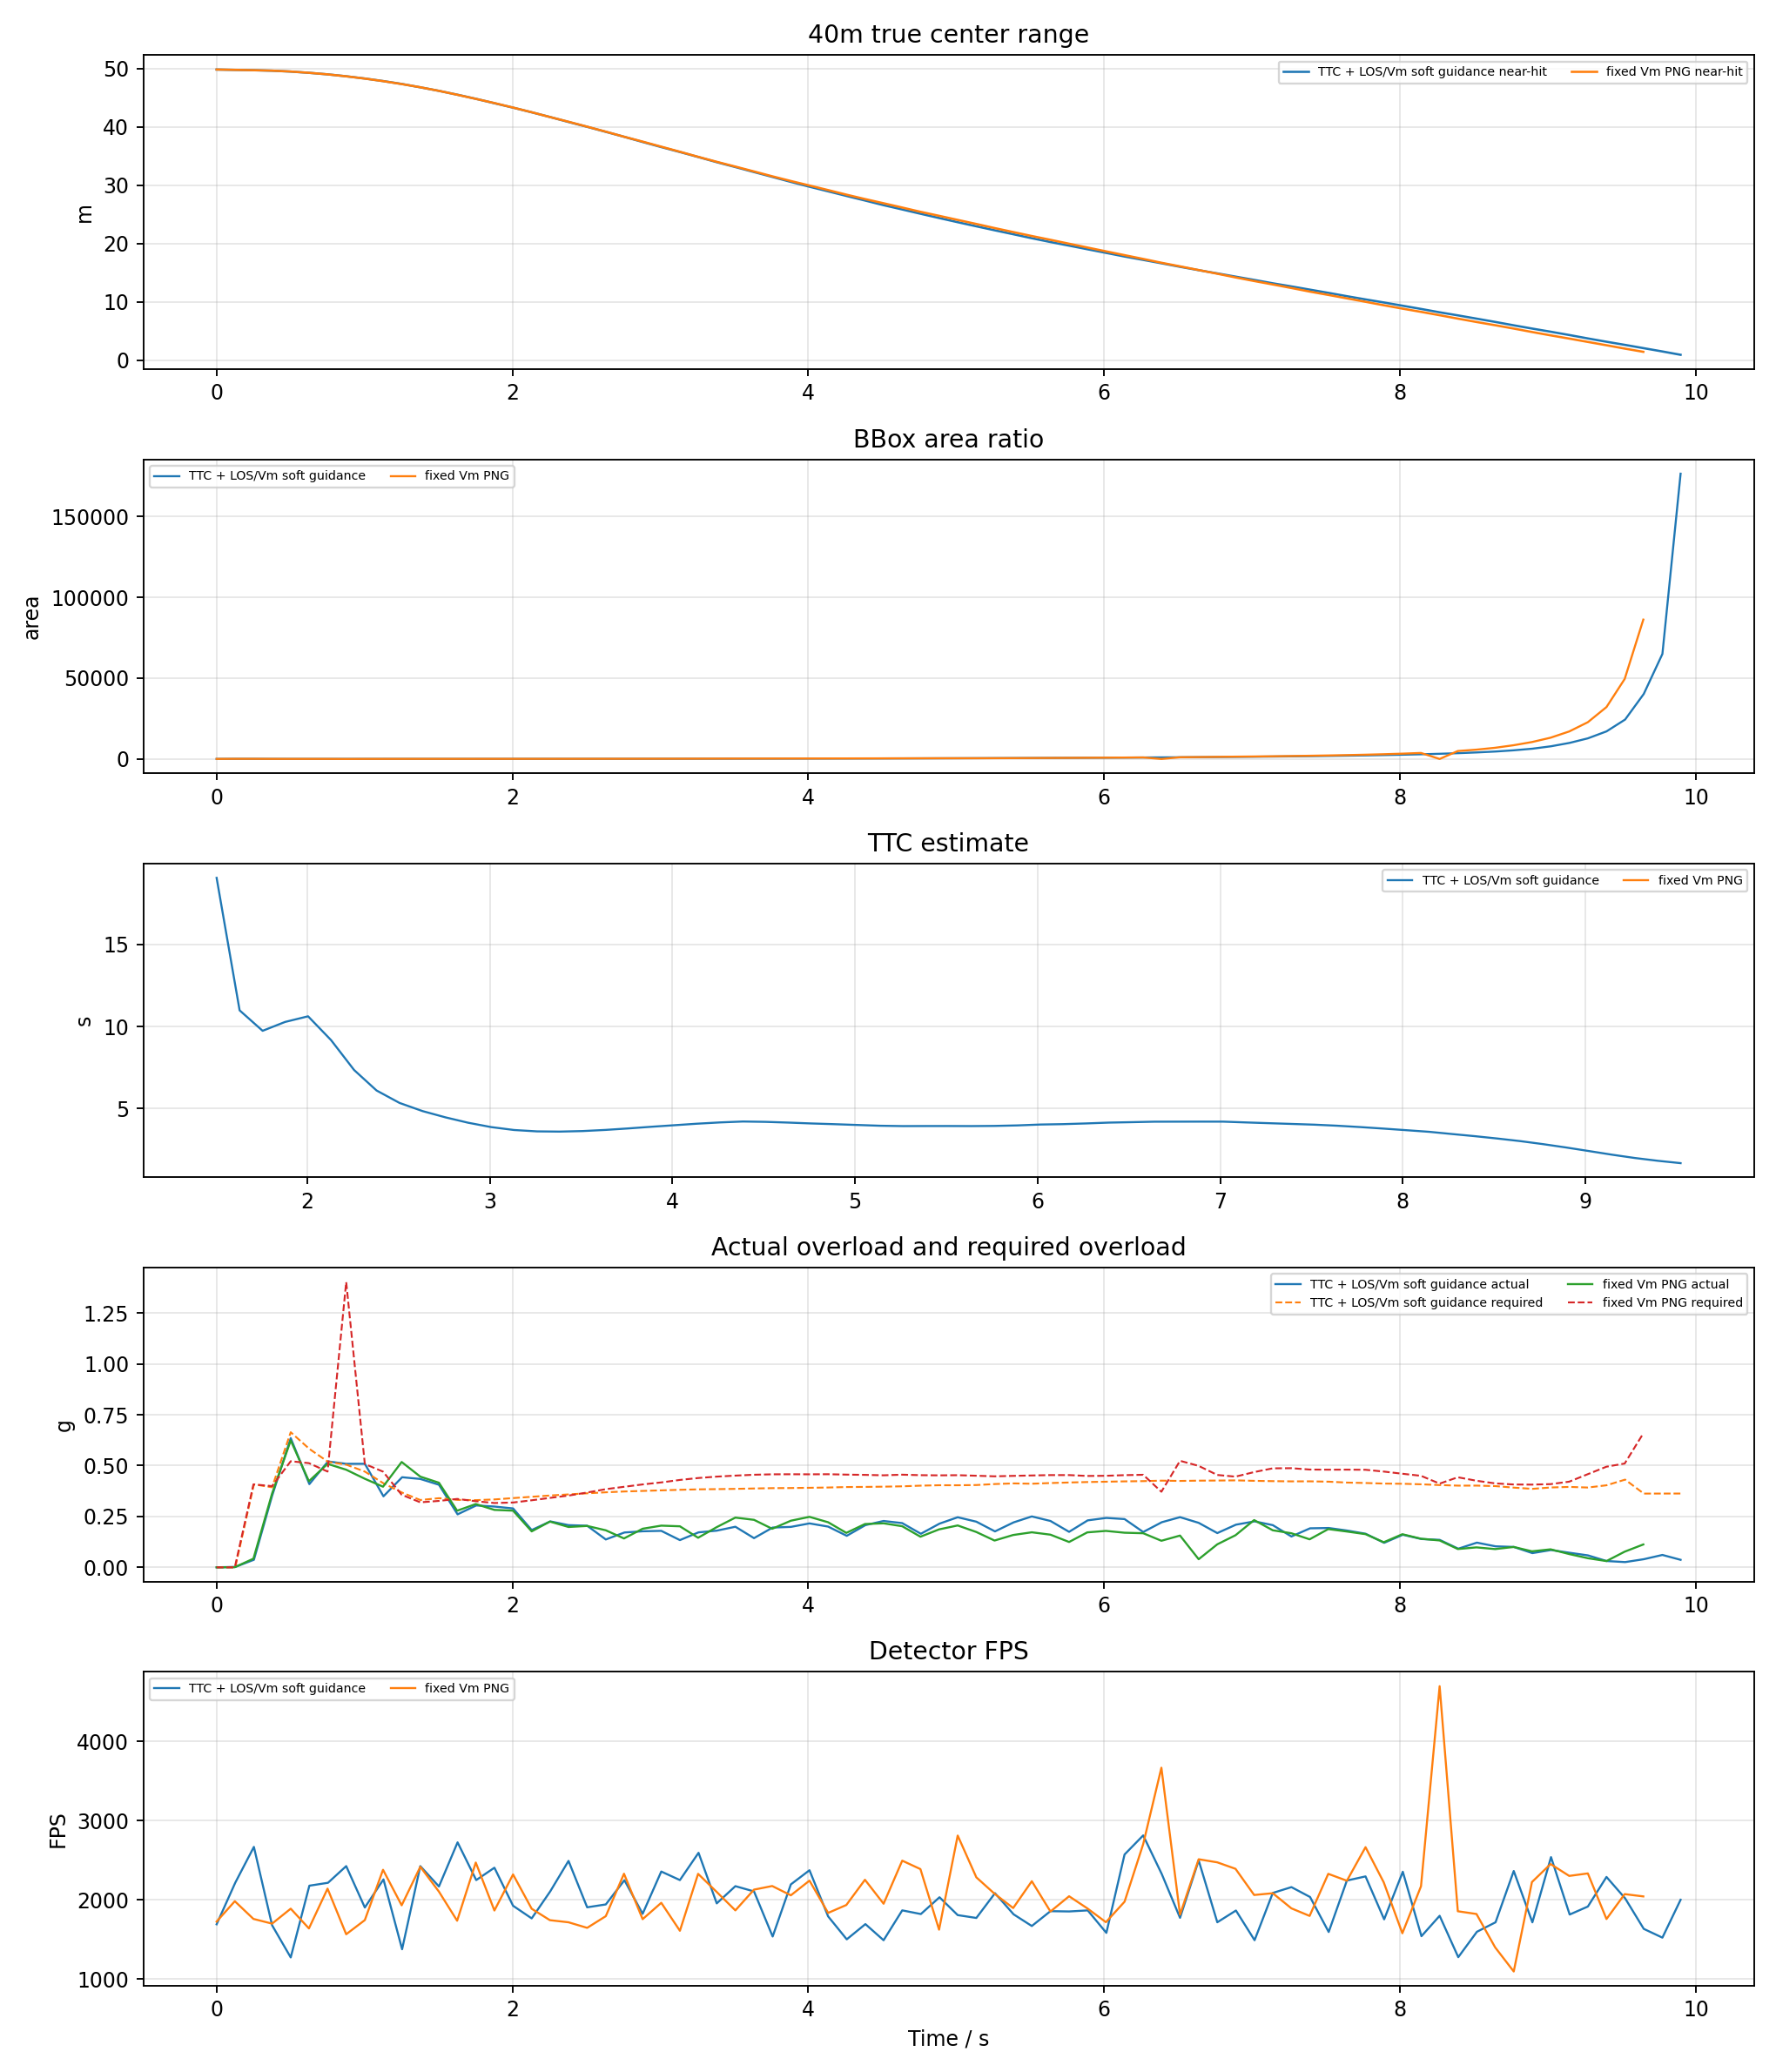 40m true center range
TTC + LOS/Vm soft guidance near-hit fixed Vm PNG near-hit
50
40
30
20
10
0
m
0 2 4 6 8 10
BBox area ratio
TTC + LOS/Vm soft guidance fixed Vm PNG
150000
100000
50000
0
area
0 2 4 6 8 10
TTC estimate
TTC + LOS/Vm soft guidance fixed Vm PNG
15
10
5
s
2 3 4 5 6 7 8 9
Actual overload and required overload
TTC + LOS/Vm soft guidance actual fixed Vm PNG actual
TTC + LOS/Vm soft guidance required fixed Vm PNG required
1.25
1.00
0.75
0.50
0.25
0.00
g
0 2 4 6 8 10
Detector FPS
TTC + LOS/Vm soft guidance fixed Vm PNG
4000
3000
2000
1000
FPS
0 2 4 6 8 10
Time / s